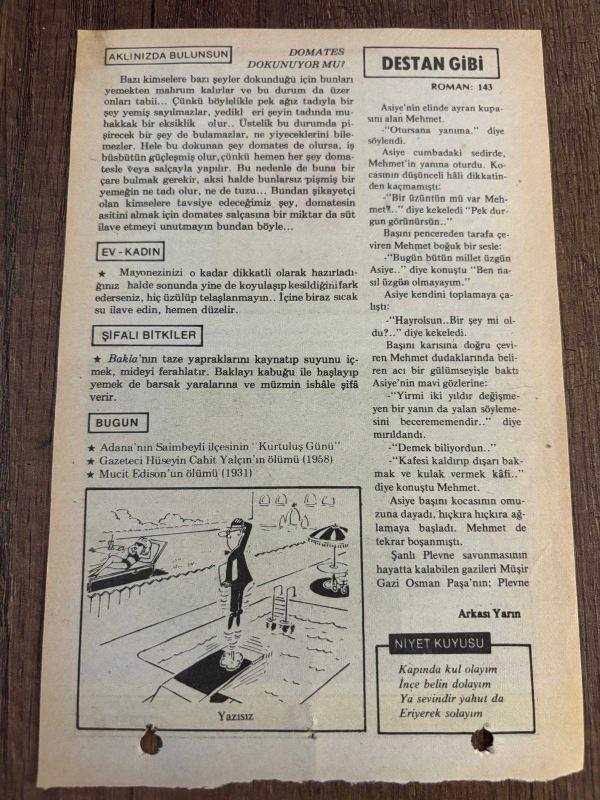 AKLINIZDA BULUNSUN
DOMATES
DOKUNUYOR MU?
Bazı kimselere bazı şeyler dokunduğu için bunları
yemekten mahrum kalırlar ve bu durum da üzer
onları tabii... Çünkü böylelikle pek ağız tadıyla bir
şey yemiş sayılmazlar, yedikl eri şeyin tadında mu-
hakkak bir eksiklik olur.. Üstelik bu durumda pi-
şirecek bir şey de bulamazlar, ne yiyeceklerini bile-
mezler. Hele bu dokunan şey domates de olursa, iş
büsbütün güçleşmiş olur, çünkü hemen her şey doma-
tesle veya salçayla yapılır. Bu nedenle de buna bir
çare bulmak gerekir, aksi halde bunlarsız pişmiş bir
yemeğin ne tadı olur, ne de tuzu... Bundan şikayetçi
olan kimselere tavsiye edeceğimiz şey, domatesin
asitini almak için domates salçasına bir miktar da süt
ilave etmeyi unutmayın bundan böyle...
EV - KADIN
★ Mayonezinizi o kadar dikkatli olarak hazırladı-
ğınız halde sonunda yine de koyulaşıp kesildiğini fark
ederseniz, hiç üzülüp telaşlanmayın.. İçine biraz sıcak
su ilave edin, hemen düzelir.
ŞİFALI BİTKİLER
★ Bakla'nın taze yapraklarını kaynatıp suyunu iç-
mek, mideyi ferahlatır. Baklayı kabuğu ile haşlayıp
yemek de barsak yaralarına ve müzmin ishâle şifâ
verir.
BUGÜN
★ Adana'nın Saimbeyli ilçesinin "Kurtuluş Günü"
★ Gazeteci Hüseyin Cahit Yalçın'ın ölümü (1958)
★ Mucit Edison'un ölümü (1931)
Yazısız
DESTAN GİBİ
ROMAN: 143
Asiye'nin elinde ayran kupa-
sını alan Mehmet.
-"Otursana yanıma." diye
söylendi.
Asiye cumbadaki sedirde,
Mehmet'in yanına oturdu. Ko-
casının düşünceli hâli dikkatin-
den kaçmamıştı:
-"Bir üzüntün mü var Meh-
met?.." diye kekeledi "Pek dur-
gun görünürsün.."
Başını pencereden tarafa çe-
viren Mehmet boğuk bir sesle:
-"Bugün bütün millet üzgün
Asiye.." diye konuştu "Ben na-
sıl üzgün olmayayım."
Asiye kendini toplamaya ça-
lıştı:
-"Hayrolsun..Bir şey mi ol-
du?.." diye kekeledi.
Başını karısına doğru çevi-
ren Mehmet dudaklarında beli-
ren acı bir gülümseyişle baktı
Asiye'nin mavi gözlerine:
-"Yirmi iki yıldır değişme-
yen bir yanın da yalan söyleme-
sini becerememendir.." diye
mırıldandı.
-"Demek biliyordun.."
-"Kafesi kaldırıp dışarı bak-
mak ve kulak vermek kâfi.."
diye konuştu Mehmet.
Asiye başını kocasının omu-
zuna dayadı, hıçkıra hıçkıra ağ-
lamaya başladı. Mehmet de
tekrar boşanmıştı.
Şanlı Plevne savunmasının
hayatta kalabilen gazileri Müşir
Gazi Osman Paşa'nın; Plevne
Arkası Yarın
NİYET KUYUSU
Kapında kul olayım
İnce belin dolayım
Ya sevindir yahut da
Eriyerek solayım